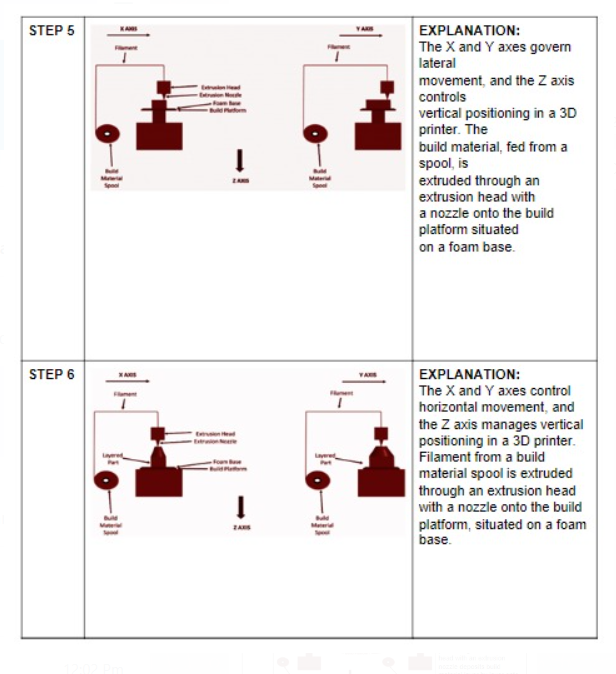 STEP 5
X AXIS
Filament
Extrusion Head
Extrusion Nozzle
Foam Base
Build Platform
Build
Material
Spool
Z AXIS
Y AXIS
Filament
Build
Material
Spool
EXPLANATION:
The X and Y axes govern
lateral
movement, and the Z axis
controls
vertical positioning in a 3D
printer. The
build material, fed from a
spool, is
extruded through an
extrusion head with
a nozzle onto the build
platform situated
on a foam base.
STEP 6
X AXIS
Filament
Extrusion Head
Extrusion Nozzle
Layered
Part
Foam Base
Build Platform
Build
Material
Spool
Z AXIS
Y AXIS
Filament
Layered
Part
Build
Material
Spool
EXPLANATION:
The X and Y axes control
horizontal movement, and
the Z axis manages vertical
positioning in a 3D printer.
Filament from a build
material spool is extruded
through an extrusion head
with a nozzle onto the build
platform, situated on a foam
base.